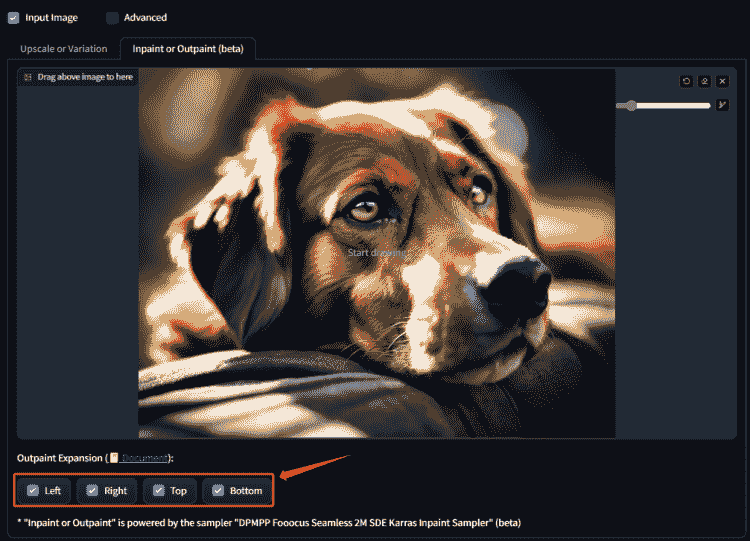 Input Image Advanced
Upscale or Variation Inpaint or Outpaint (beta)
Drag above image to here
Start drawing
Outpaint Expansion ( Document):
Left Right Top Bottom
* "Inpaint or Outpaint" is powered by the sampler "DPMPP Fooocus Seamless 2M SDE Karras Inpaint Sampler" (beta)